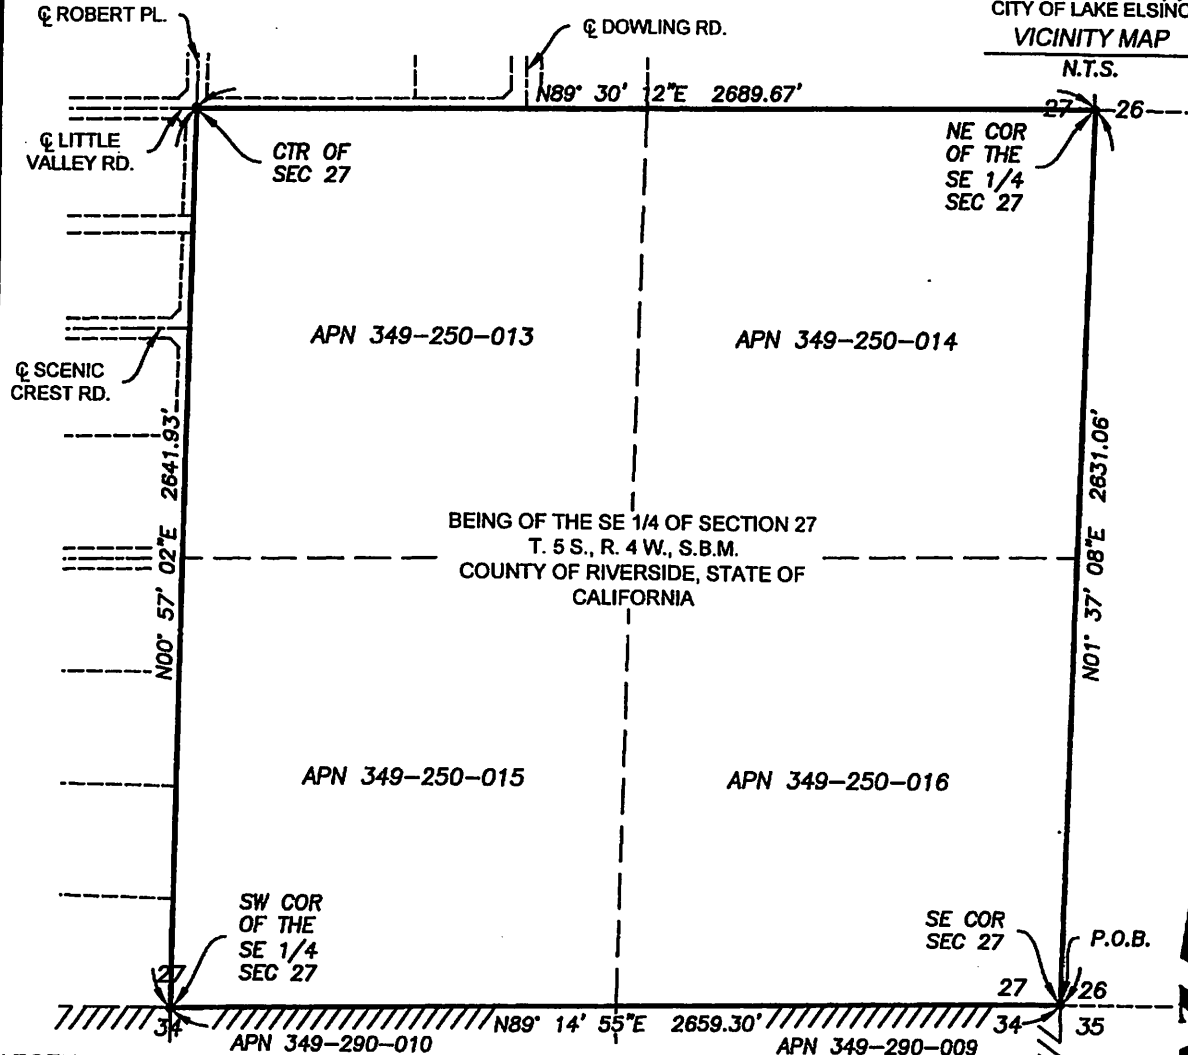 ℄ ROBERT PL.
℄ DOWLING RD.
CITY OF LAKE ELSINO
VICINITY MAP
N.T.S.
N89° 30' 12"E 2689.67'
27
26
℄ LITTLE
VALLEY RD.
CTR OF
SEC 27
NE COR
OF THE
SE 1/4
SEC 27
APN 349-250-013
APN 349-250-014
℄ SCENIC
CREST RD.
N00° 57' 02"E 2641.93'
N01° 37' 08"E 2631.06'
BEING OF THE SE 1/4 OF SECTION 27
T. 5 S., R. 4 W., S.B.M.
COUNTY OF RIVERSIDE, STATE OF
CALIFORNIA
APN 349-250-015
APN 349-250-016
SW COR
OF THE
SE 1/4
SEC 27
SE COR
SEC 27
P.O.B.
27
27
26
34
N89° 14' 55"E 2659.30'
34
35
APN 349-290-010
APN 349-290-009